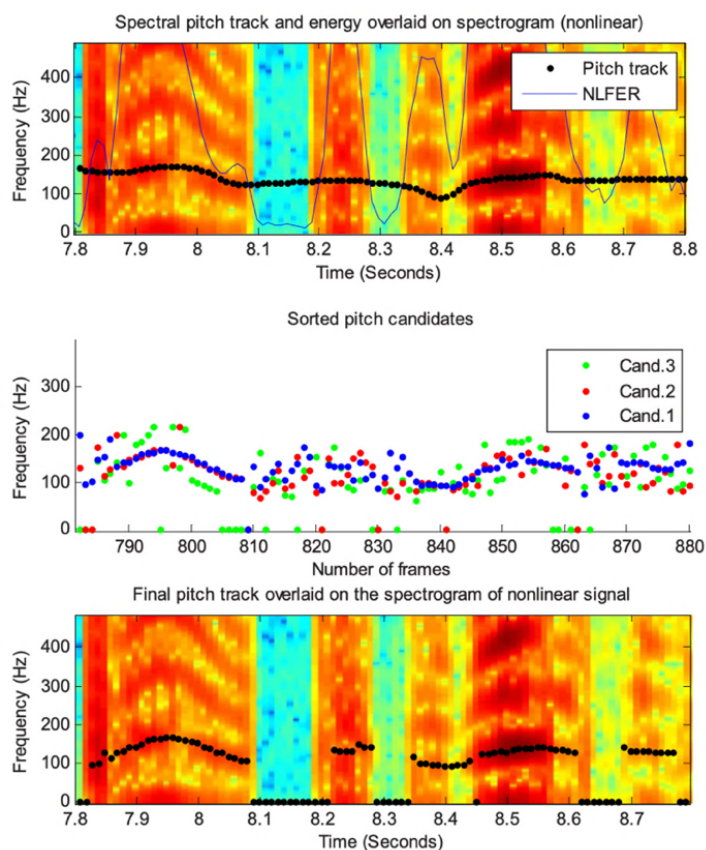 Spectral pitch track and energy overlaid on spectrogram (nonlinear)
Frequency (Hz)
400
300
200
100
0
Pitch track
NLFER
7.8 7.9 8 8.1 8.2 8.3 8.4 8.5 8.6 8.7 8.8
Time (Seconds)
Sorted pitch candidates
Frequency (Hz)
300
200
100
0
Cand.3
Cand.2
Cand.1
790 800 810 820 830 840 850 860 870 880
Number of frames
Final pitch track overlaid on the spectrogram of nonlinear signal
Frequency (Hz)
400
300
200
100
0
7.8 7.9 8 8.1 8.2 8.3 8.4 8.5 8.6 8.7
Time (Seconds)